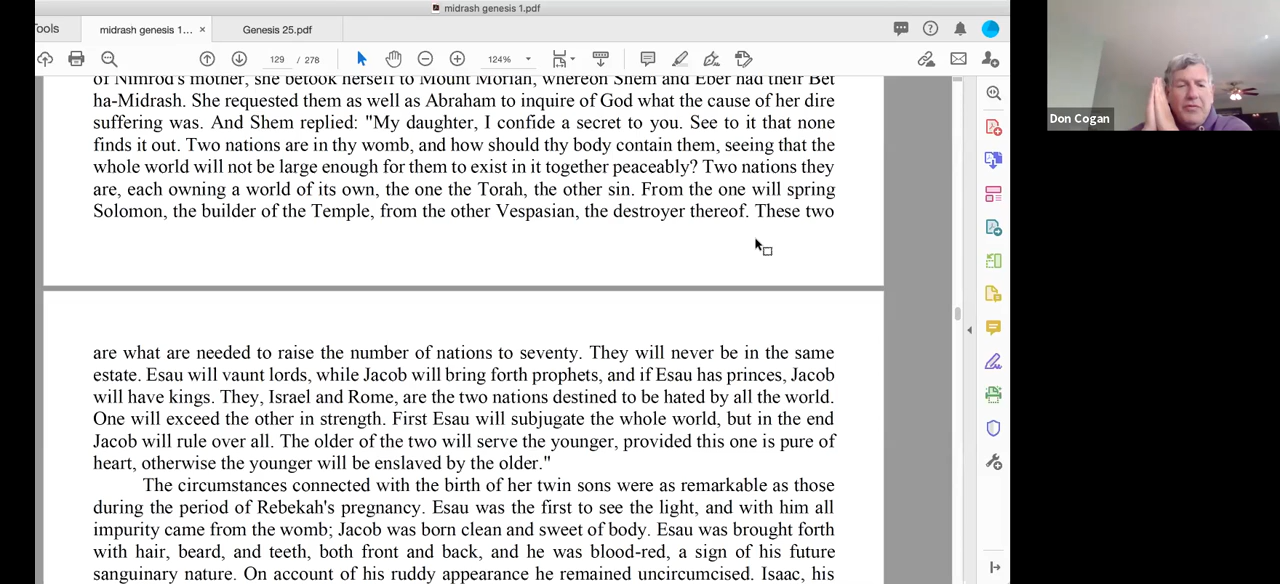 midrash genesis 1.pdf
ools
midrash genesis 1... ×
Genesis 25.pdf
129 / 278
124%
of Nimrod's mother, she betook herself to Mount Moriah, whereon Shem and Eber had their Bet
ha-Midrash. She requested them as well as Abraham to inquire of God what the cause of her dire
suffering was. And Shem replied: "My daughter, I confide a secret to you. See to it that none
finds it out. Two nations are in thy womb, and how should thy body contain them, seeing that the
whole world will not be large enough for them to exist in it together peaceably? Two nations they
are, each owning a world of its own, the one the Torah, the other sin. From the one will spring
Solomon, the builder of the Temple, from the other Vespasian, the destroyer thereof. These two
are what are needed to raise the number of nations to seventy. They will never be in the same
estate. Esau will vaunt lords, while Jacob will bring forth prophets, and if Esau has princes, Jacob
will have kings. They, Israel and Rome, are the two nations destined to be hated by all the world.
One will exceed the other in strength. First Esau will subjugate the whole world, but in the end
Jacob will rule over all. The older of the two will serve the younger, provided this one is pure of
heart, otherwise the younger will be enslaved by the older."
The circumstances connected with the birth of her twin sons were as remarkable as those
during the period of Rebekah's pregnancy. Esau was the first to see the light, and with him all
impurity came from the womb; Jacob was born clean and sweet of body. Esau was brought forth
with hair, beard, and teeth, both front and back, and he was blood-red, a sign of his future
sanguinary nature. On account of his ruddy appearance he remained uncircumcised. Isaac, his
Don Cogan